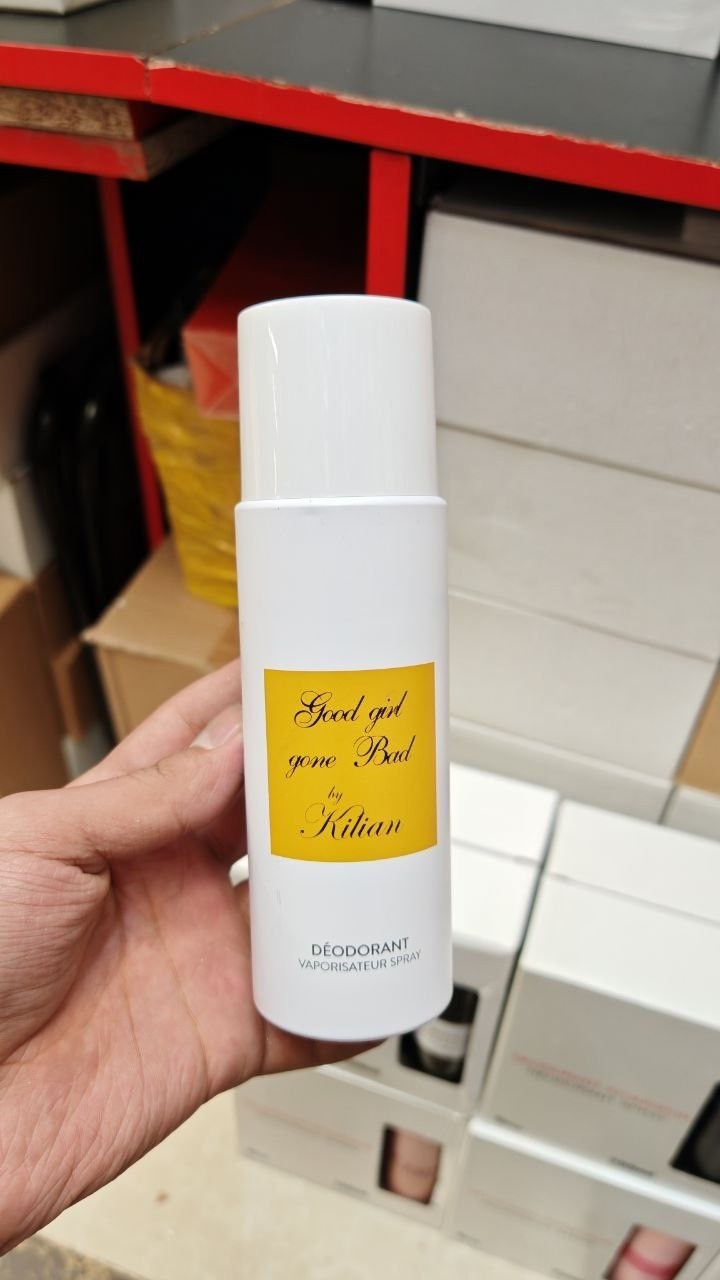 Good girl
gone Bad
by
Kilian
DÉODORANT
VAPORISATEUR SPRAY